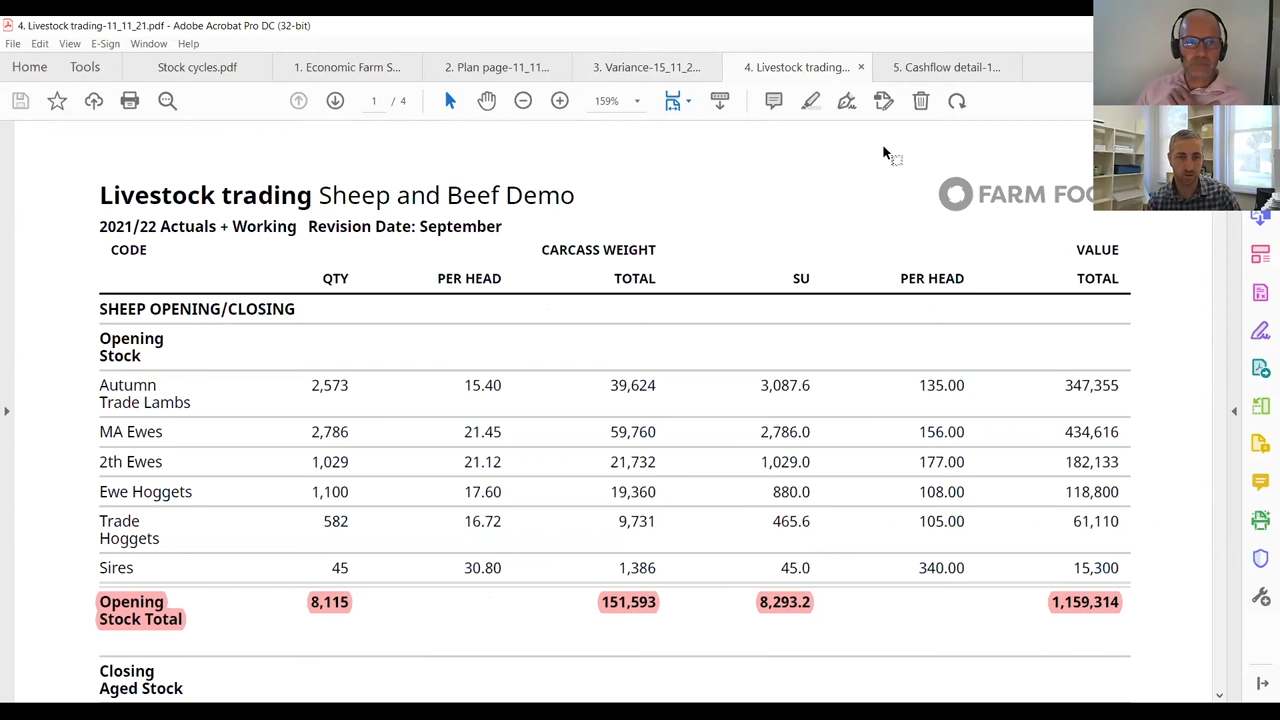 4. Livestock trading-11_11_21.pdf - Adobe Acrobat Pro DC (32-bit)
File Edit View E-Sign Window Help
Home Tools Stock cycles.pdf 1. Economic Farm S... 2. Plan page-11_11... 3. Variance-15_11_2... 4. Livestock trading... × 5. Cashflow detail-1...
1 / 4 159%
Livestock trading Sheep and Beef Demo
FARM FO
2021/22 Actuals + Working Revision Date: September
CODE CARCASS WEIGHT VALUE
QTY PER HEAD TOTAL SU PER HEAD TOTAL
SHEEP OPENING/CLOSING
Opening
Stock
Autumn 2,573 15.40 39,624 3,087.6 135.00 347,355
Trade Lambs
MA Ewes 2,786 21.45 59,760 2,786.0 156.00 434,616
2th Ewes 1,029 21.12 21,732 1,029.0 177.00 182,133
Ewe Hoggets 1,100 17.60 19,360 880.0 108.00 118,800
Trade 582 16.72 9,731 465.6 105.00 61,110
Hoggets
Sires 45 30.80 1,386 45.0 340.00 15,300
Opening 8,115 151,593 8,293.2 1,159,314
Stock Total
Closing
Aged Stock